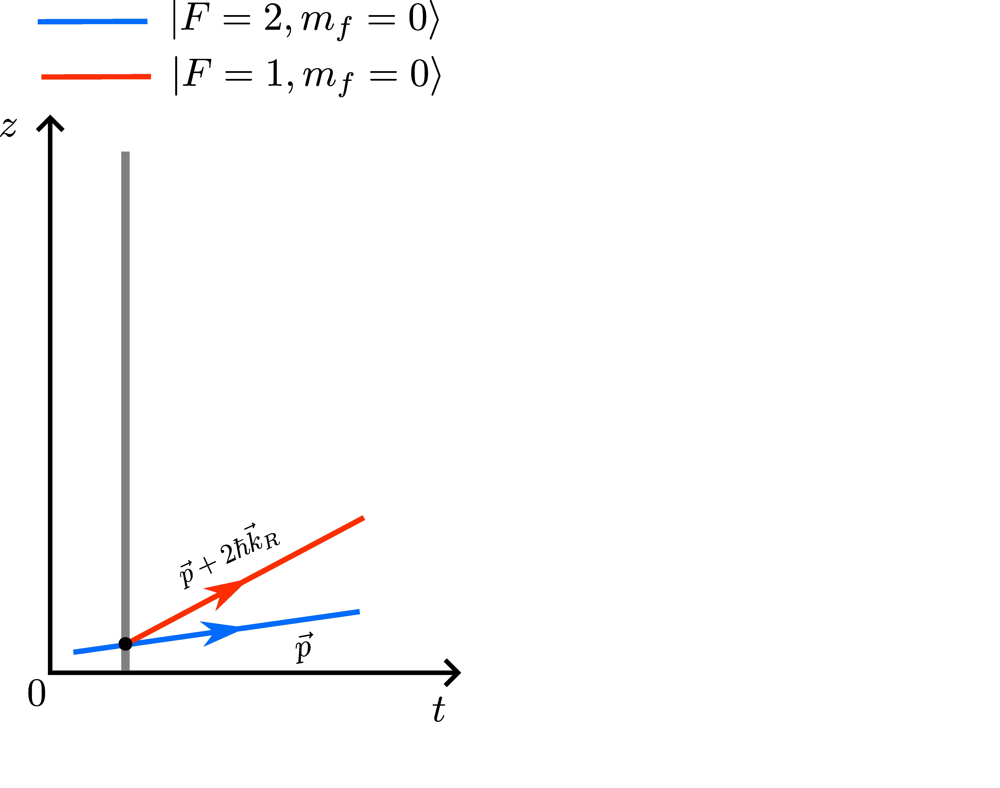 |F = 2, m_f = 0⟩
|F = 1, m_f = 0⟩
z
p⃗ + 2ħk⃗_R
p⃗
0
t